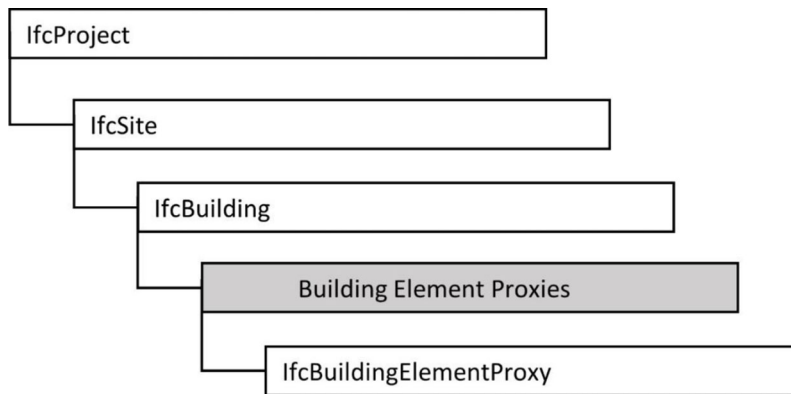 IfcProject
IfcSite
IfcBuilding
Building Element Proxies
IfcBuildingElementProxy